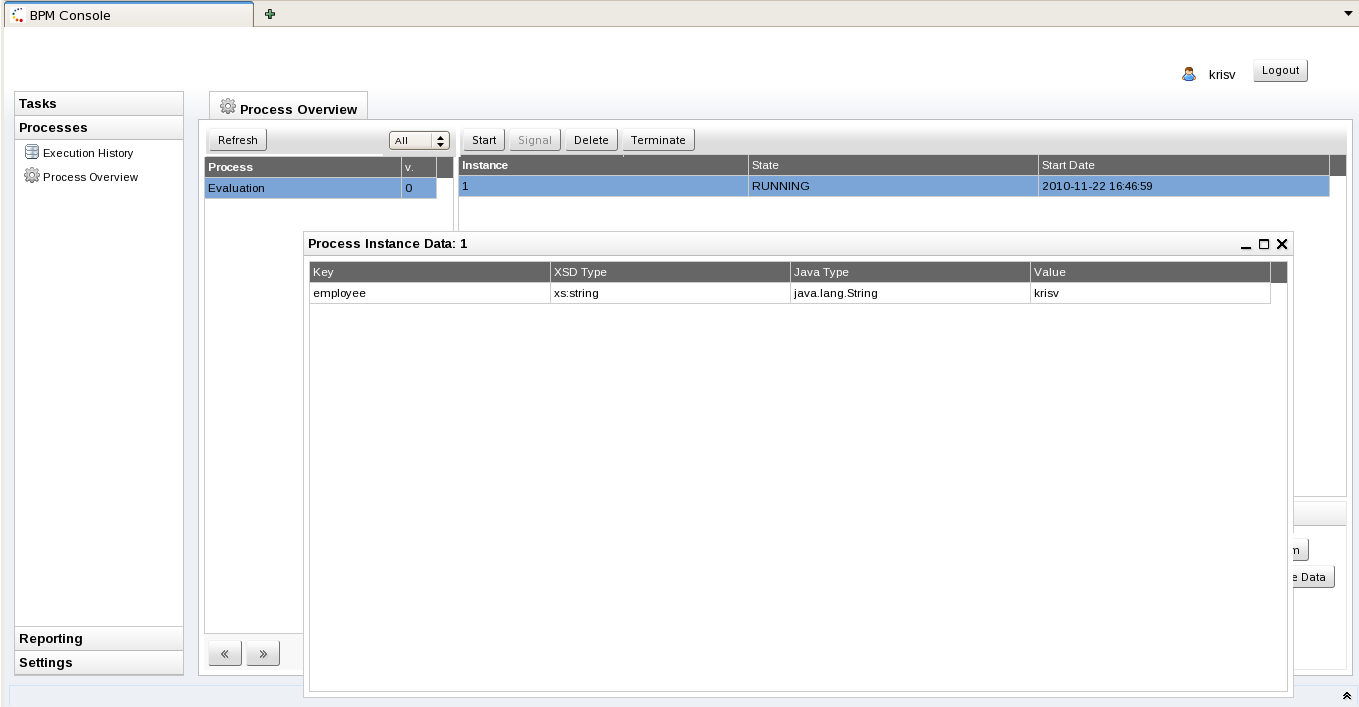 BPM Console
krisv
Logout
Tasks
Processes
Execution History
Process Overview
Reporting
Settings
Process Overview
Refresh
All
Start
Signal
Delete
Terminate
Process v.
Evaluation 0
Instance State Start Date
1 RUNNING 2010-11-22 16:46:59
Process Instance Data: 1
Key XSD Type Java Type Value
employee xs:string java.lang.String krisv
m
e Data
« »